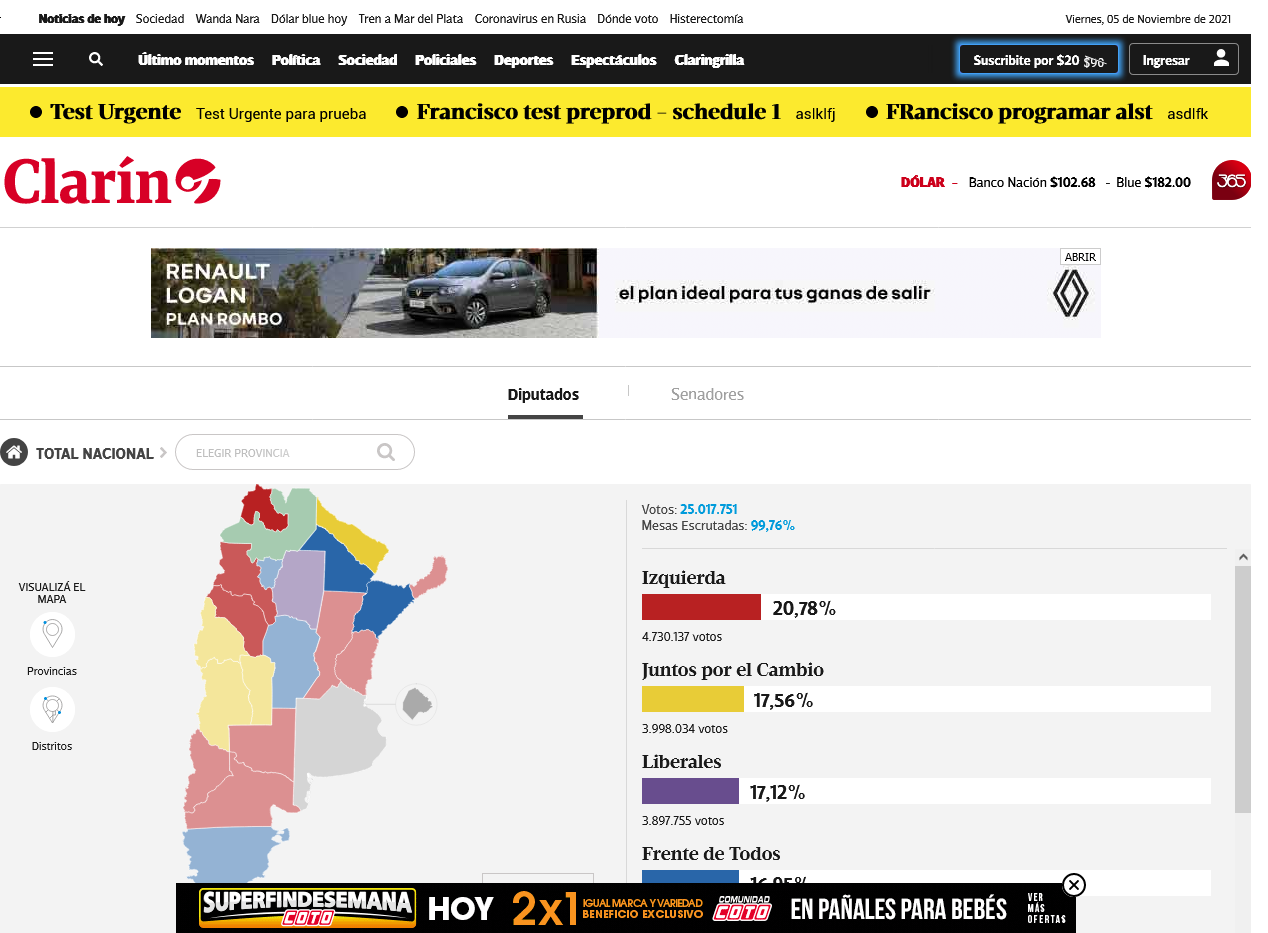 Noticias de hoy Sociedad Wanda Nara Dólar blue hoy Tren a Mar del Plata Coronavirus en Rusia Dónde voto Histerectomía Viernes, 05 de Noviembre de 2021
Último momentos Política Sociedad Policiales Deportes Espectáculos Claringrilla Suscribite por $20 $90 Ingresar
Test Urgente Test Urgente para prueba Francisco test preprod – schedule 1 aslklfj FRancisco programar alst asdlfk
Clarín DÓLAR - Banco Nación $102.68 - Blue $182.00 365
ABRIR
RENAULT
LOGAN
PLAN ROMBO
el plan ideal para tus ganas de salir
Diputados Senadores
TOTAL NACIONAL ELEGIR PROVINCIA
VISUALIZÁ EL
MAPA
Provincias
Distritos
Votos: 25.017.751
Mesas Escrutadas: 99,76%
Izquierda
20,78%
4.730.137 votos
Juntos por el Cambio
17,56%
3.998.034 votos
Liberales
17,12%
3.897.755 votos
Frente de Todos
16,95%
SUPERFINDESEMANA
COTO
HOY 2x1
IGUAL MARCA Y VARIEDAD
BENEFICIO EXCLUSIVO
COMUNIDAD
COTO
EN PAÑALES PARA BEBÉS
VER
MÁS
OFERTAS